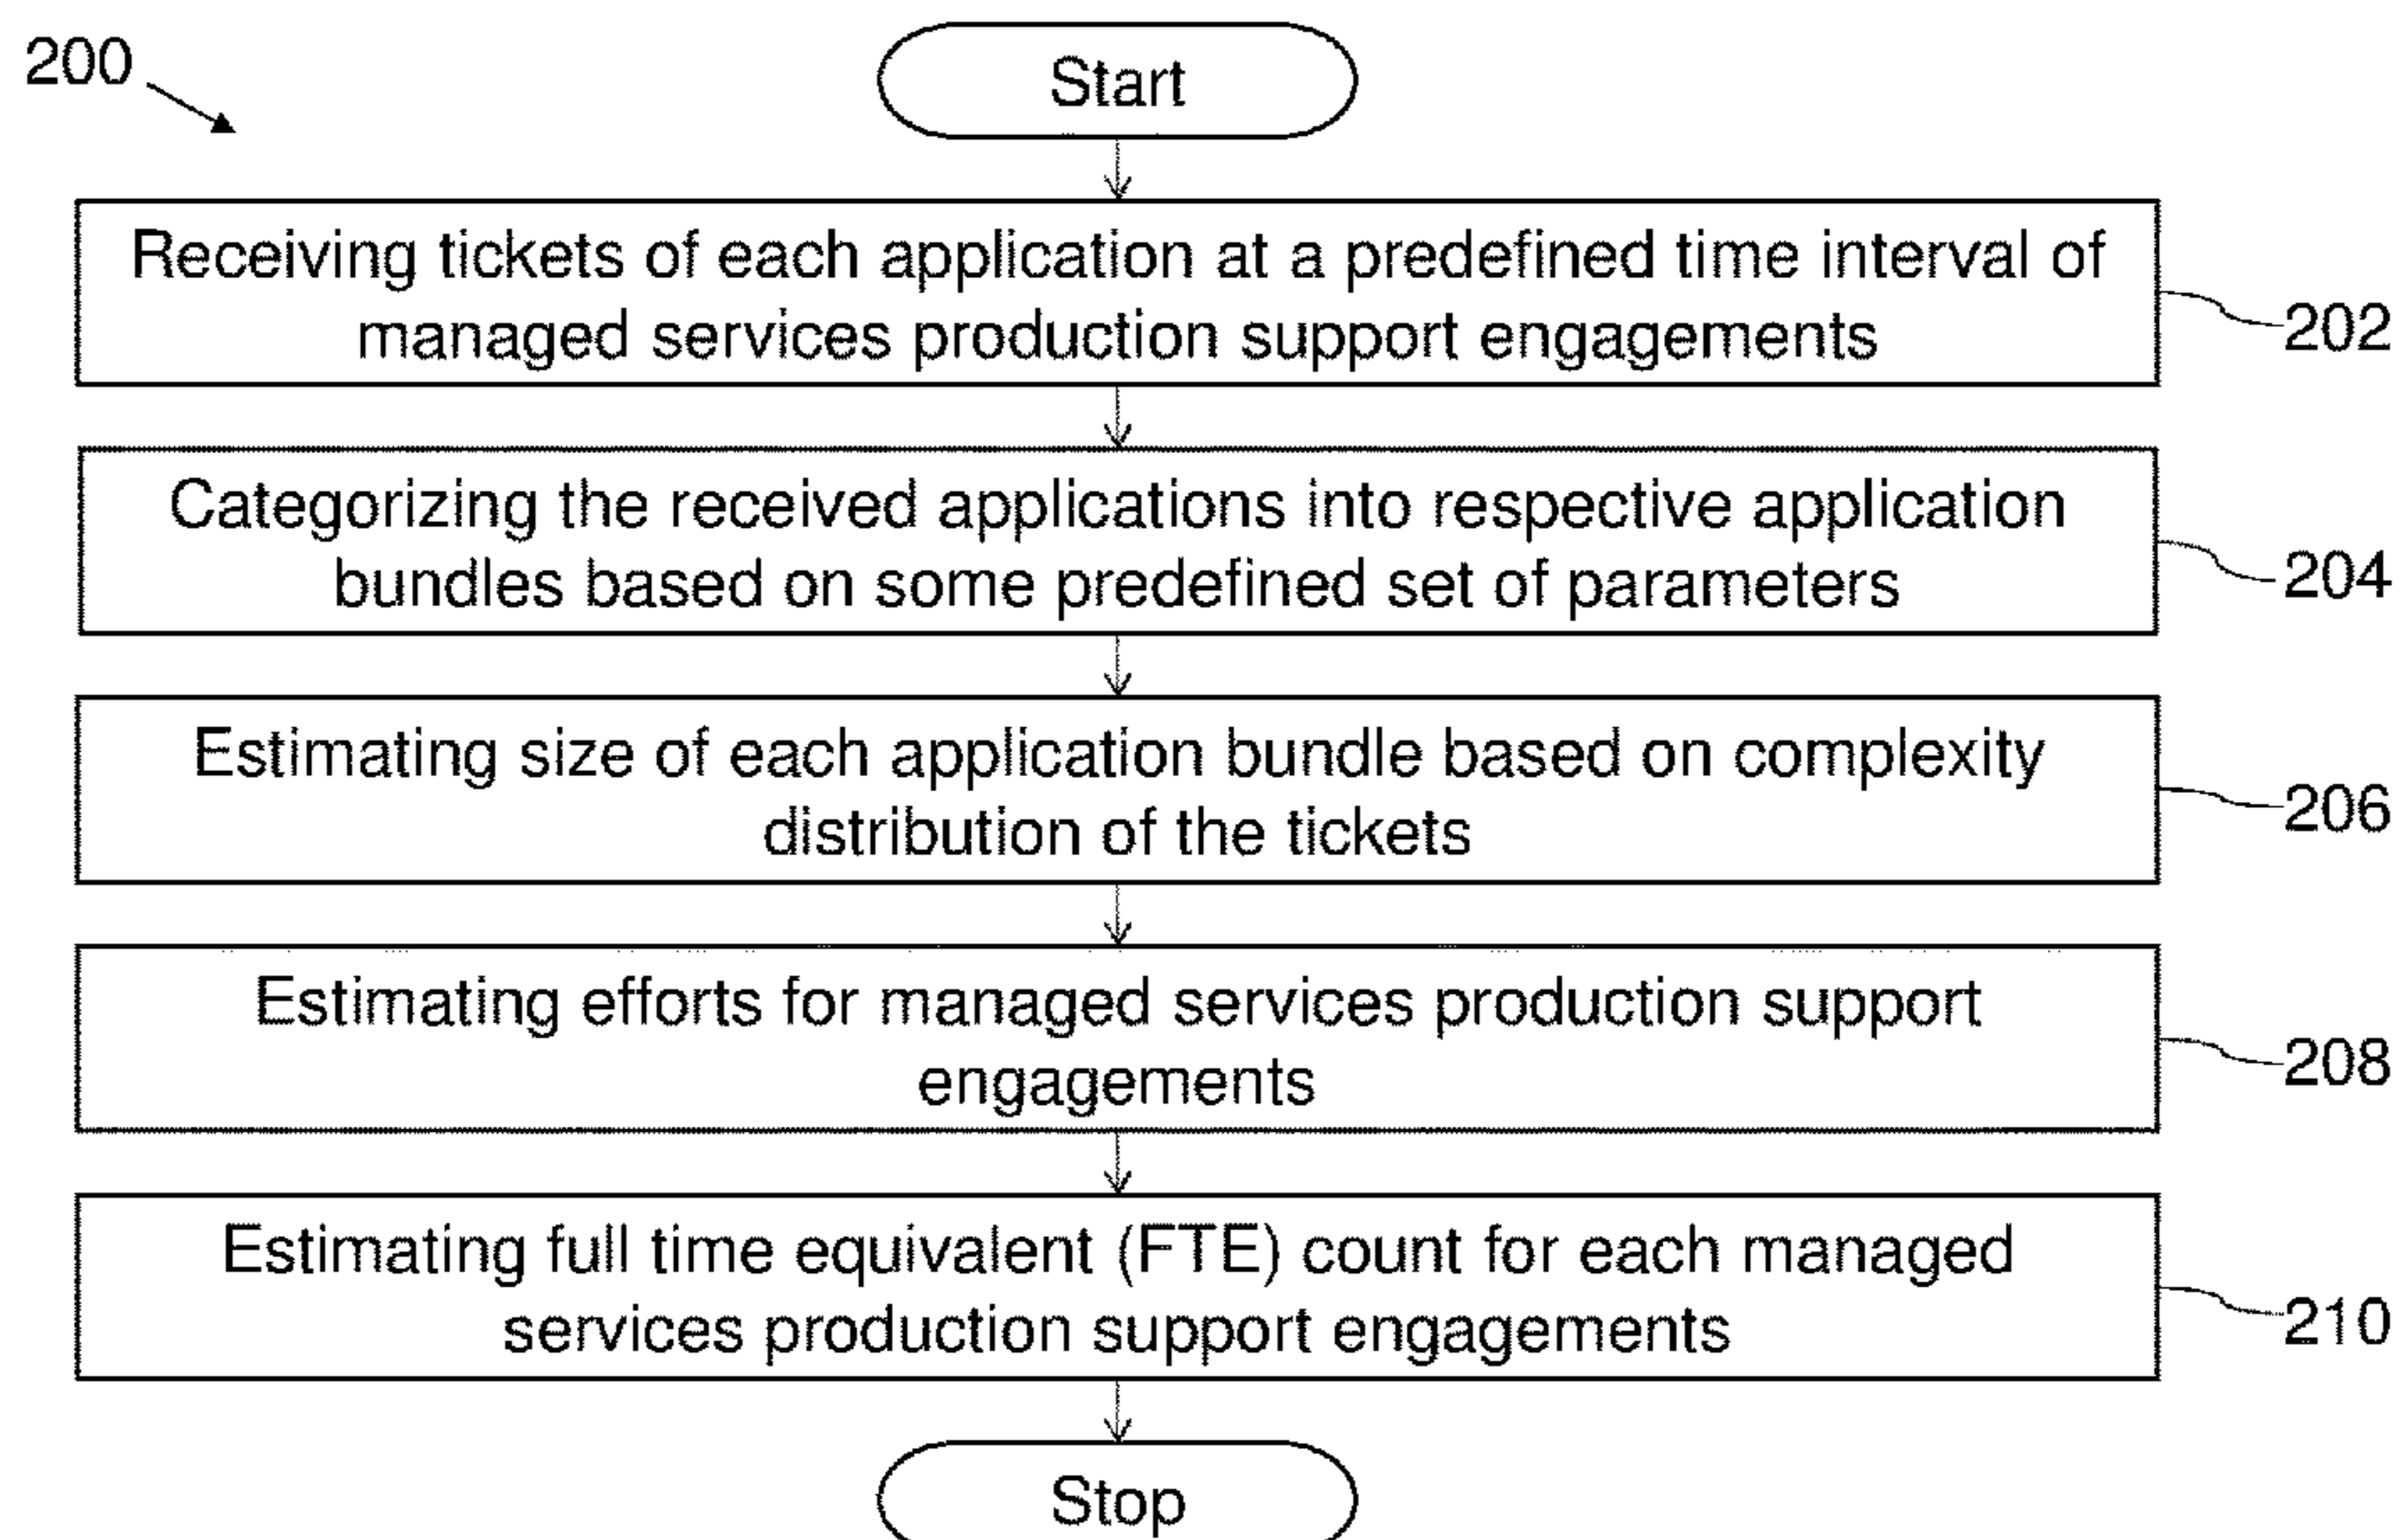 200
Start
Receiving tickets of each application at a predefined time interval of
managed services production support engagements
202
Categorizing the received applications into respective application
bundles based on some predefined set of parameters
204
Estimating size of each application bundle based on complexity
distribution of the tickets
206
Estimating efforts for managed services production support
engagements
208
Estimating full time equivalent (FTE) count for each managed
services production support engagements
210
Stop